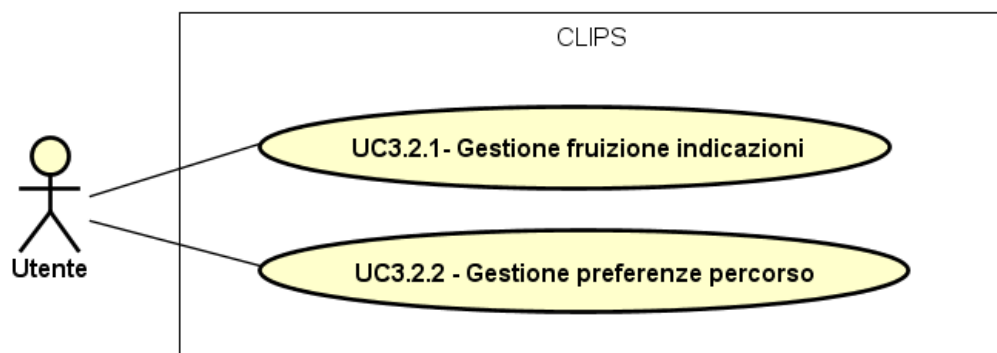 CLIPS
UC3.2.1- Gestione fruizione indicazioni
Utente
UC3.2.2 - Gestione preferenze percorso